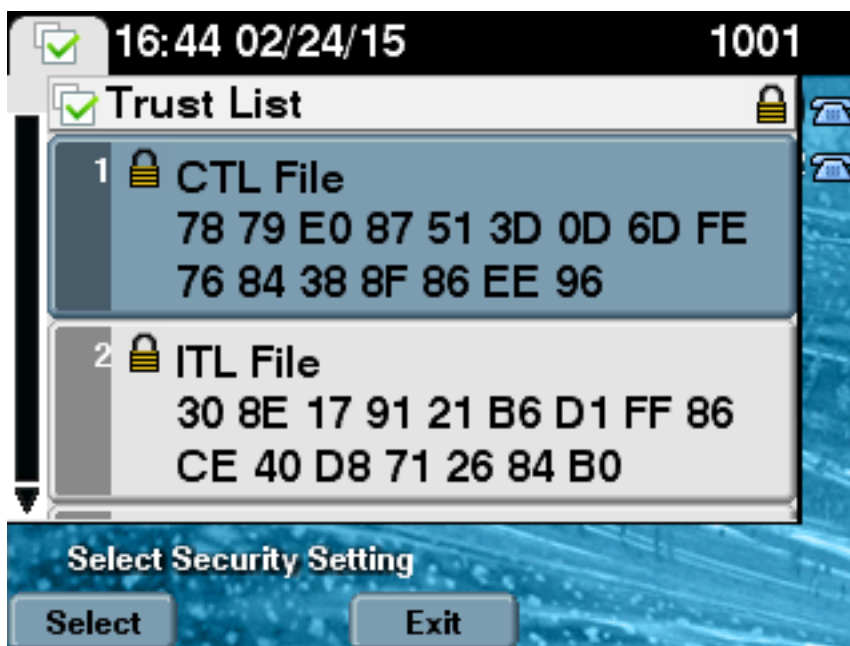 16:44 02/24/15 1001
Trust List
1 CTL File
78 79 E0 87 51 3D 0D 6D FE
76 84 38 8F 86 EE 96
2 ITL File
30 8E 17 91 21 B6 D1 FF 86
CE 40 D8 71 26 84 B0
Select Security Setting
Select Exit